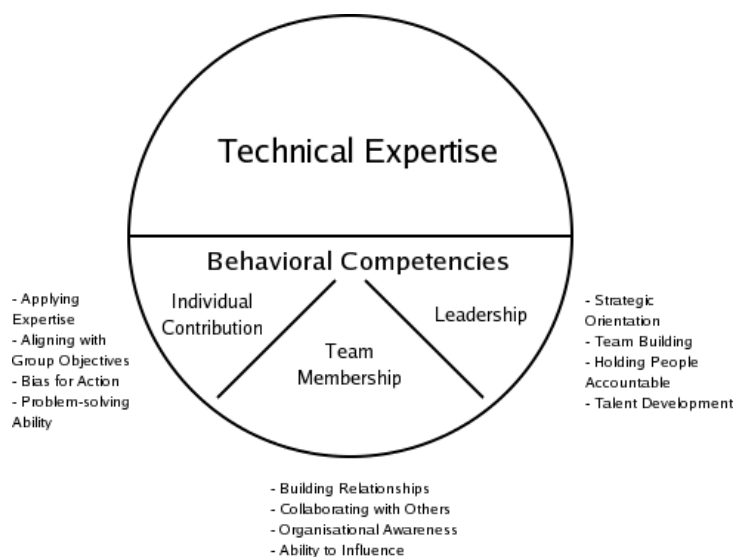 Technical Expertise
Behavioral Competencies
Individual
Contribution
Team
Membership
Leadership
- Applying
Expertise
- Aligning with
Group Objectives
- Bias for Action
- Problem-solving
Ability
- Strategic
Orientation
- Team Building
- Holding People
Accountable
- Talent Development
- Building Relationships
- Collaborating with Others
- Organisational Awareness
- Ability to Influence